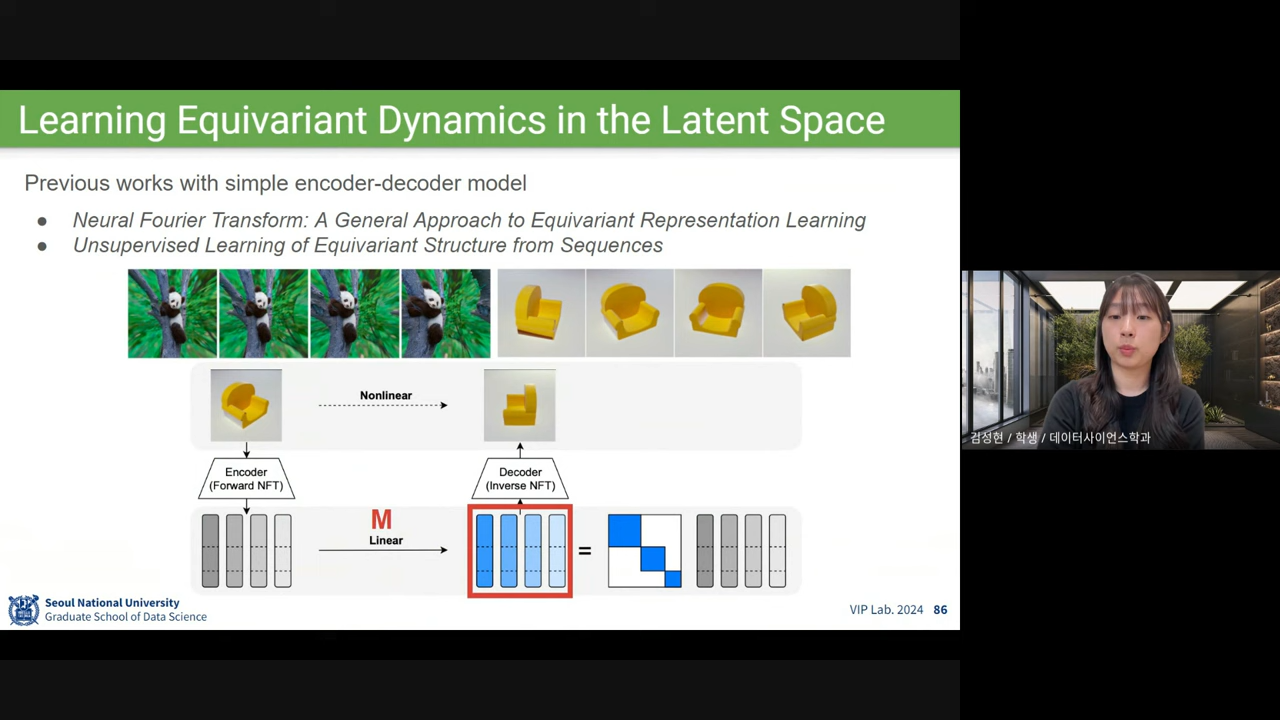 Learning Equivariant Dynamics in the Latent Space
Previous works with simple encoder-decoder model
● Neural Fourier Transform: A General Approach to Equivariant Representation Learning
● Unsupervised Learning of Equivariant Structure from Sequences
Nonlinear
Encoder
(Forward NFT)
Decoder
(Inverse NFT)
M
Linear
=
Seoul National University
Graduate School of Data Science
VIP Lab. 2024 86
김성현 / 학생 / 데이터사이언스학과